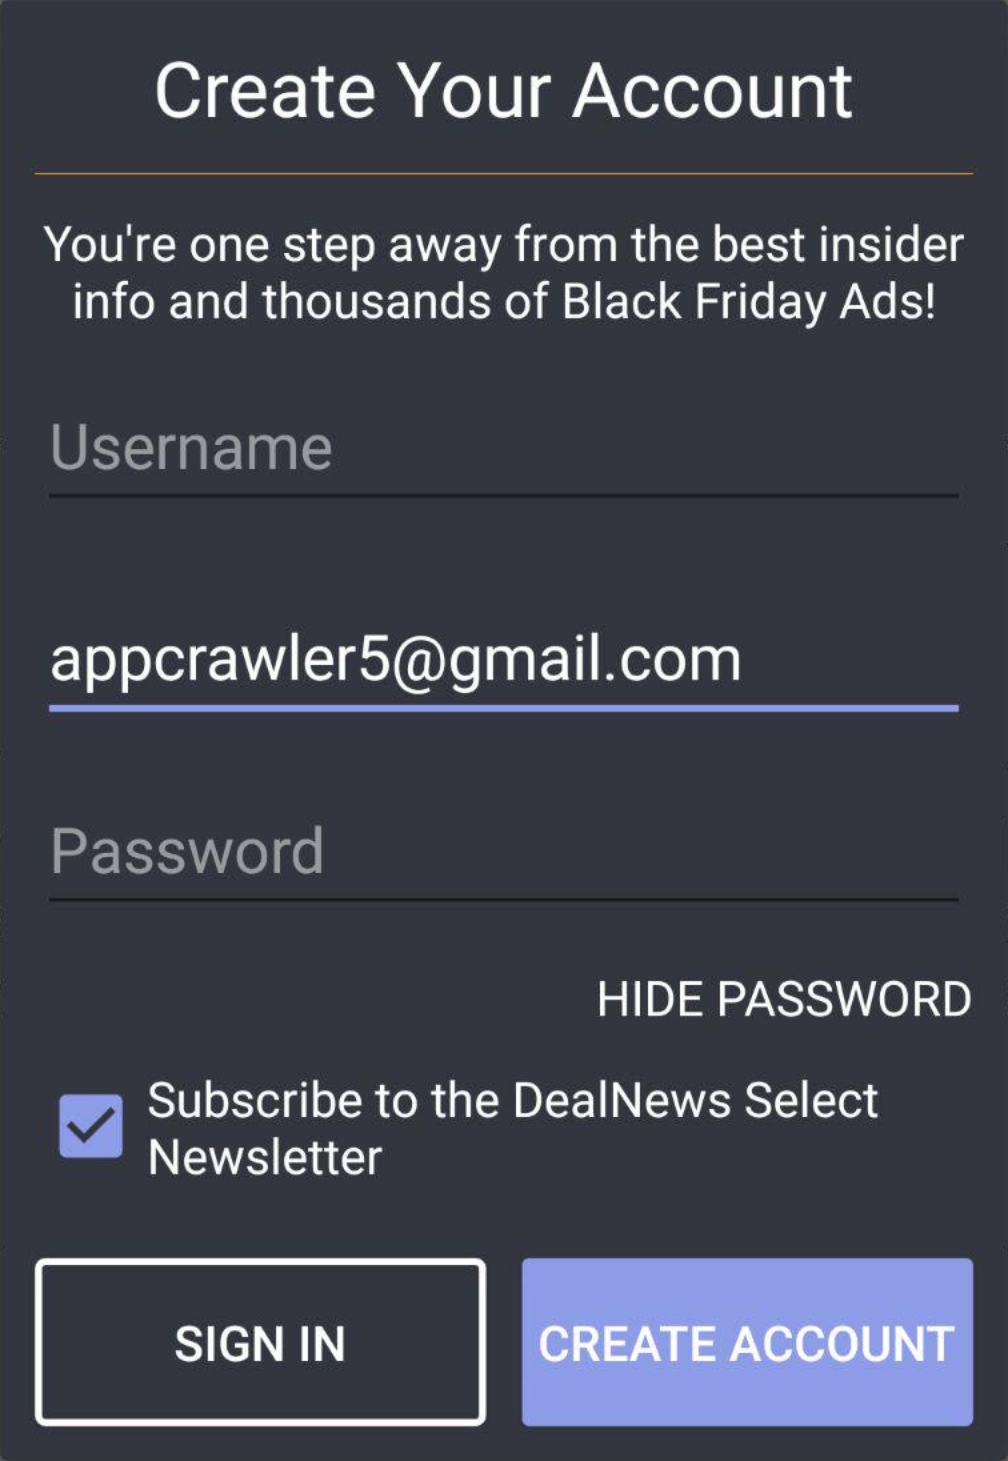 Create Your Account
You're one step away from the best insider
info and thousands of Black Friday Ads!
Username
appcrawler5@gmail.com
Password
HIDE PASSWORD
Subscribe to the DealNews Select
Newsletter
SIGN IN
CREATE ACCOUNT